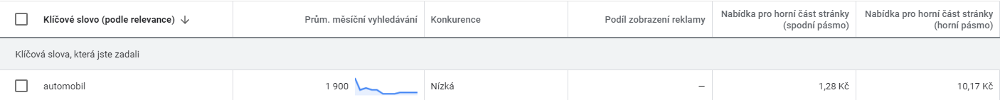 Klíčové slovo (podle relevance)
Prům. měsíční vyhledávání
Konkurence
Podíl zobrazení reklamy
Nabídka pro horní část stránky
(spodní pásmo)
Nabídka pro horní část stránky
(horní pásmo)
Klíčová slova, která jste zadali
automobil
1 900
Nízká
—
1,28 Kč
10,17 Kč